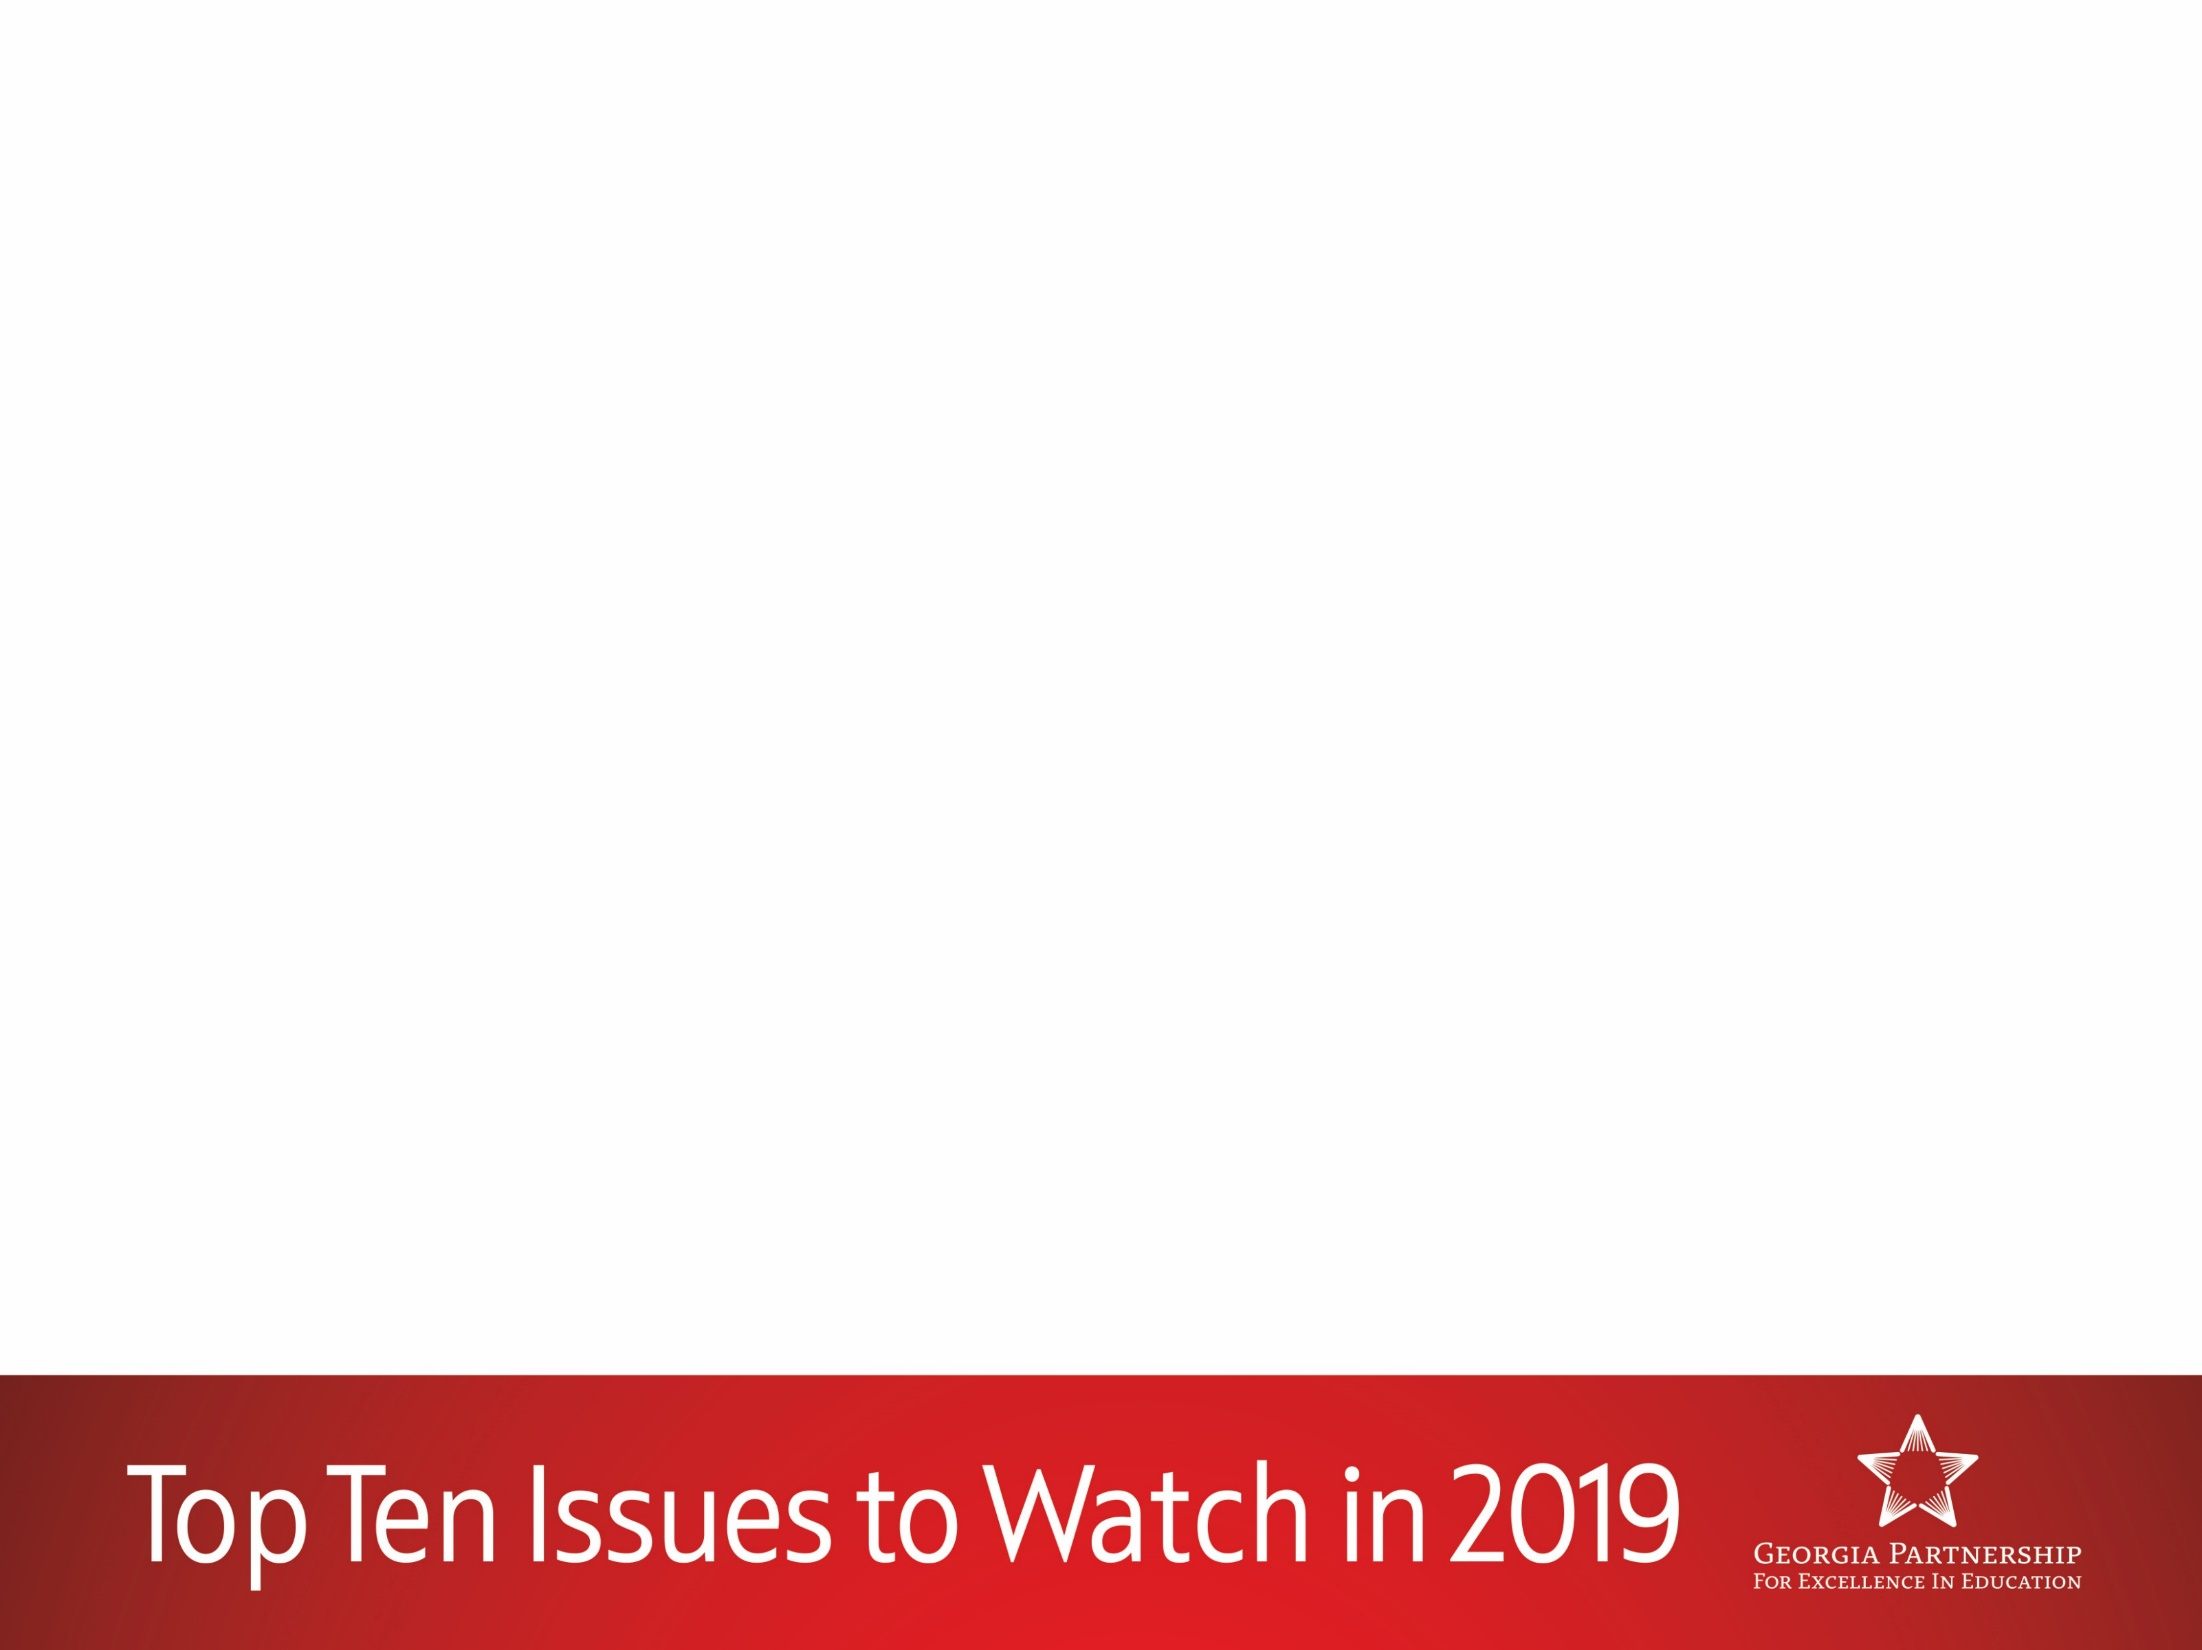 Top Ten Issues to Watch in 2019
GEORGIA PARTNERSHIP
FOR EXCELLENCE IN EDUCATION